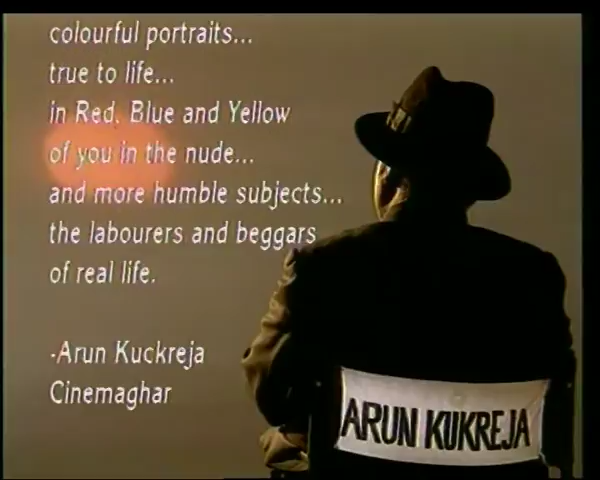 colourful portraits...
true to life...
in Red, Blue and Yellow
of you in the nude...
and more humble subjects...
the labourers and beggars
of real life.
-Arun Kuckreja
Cinemaghar
ARUN KUKREJA